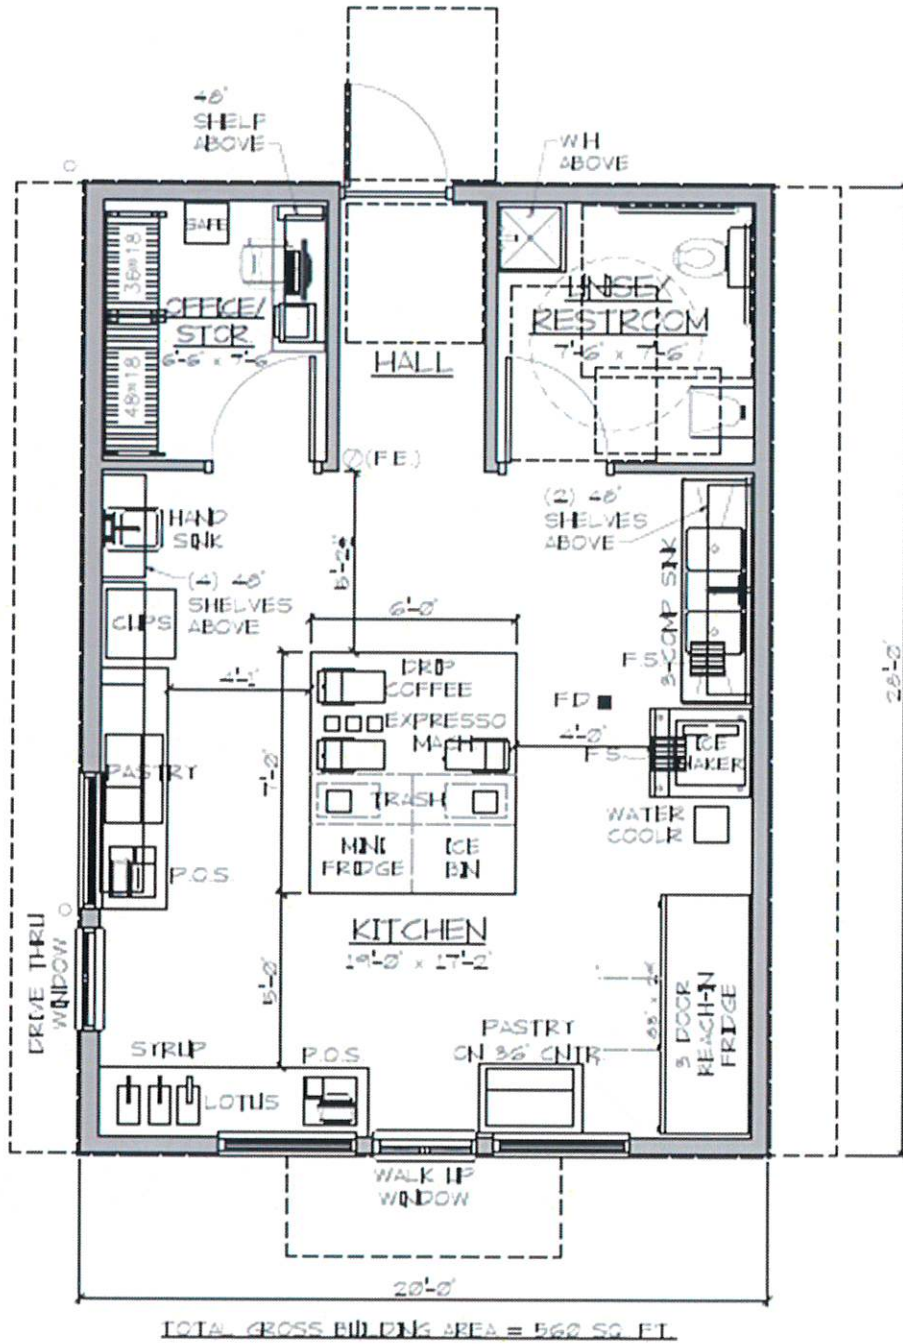 48"
SHELF
ABOVE
WH
ABOVE
SAFE
36x18
48x18
OFFICE/
STOR.
6'-6" x 7'-6"
HALL
UNISEX
RESTROOM
7'-6" x 7'-6"
(F.E.)
HAND
SINK
(4) 48"
SHELVES
ABOVE
CUPS
(2) 48"
SHELVES
ABOVE
3-COMP SINK
F.S.
28'-0"
6'-0"
4'-1"
DRIP
COFFEE
EXPRESSO
MACH
F.D.
4'-0"
F.S.
ICE
MAKER
7'-0"
PASTRY
TRASH
WATER
COOLR
MINI
FRIDGE
ICE
BIN
P.O.S.
KITCHEN
19'-0" x 17'-2"
DRIVE THRU
WINDOW
5'-0"
3 DOOR
REACH-IN
FRIDGE
SYRUP
P.O.S.
PASTRY
ON 36" CNTR.
LOTUS
WALK UP
WINDOW
20'-0"
TOTAL GROSS BUILDING AREA = 560 SQ. FT.